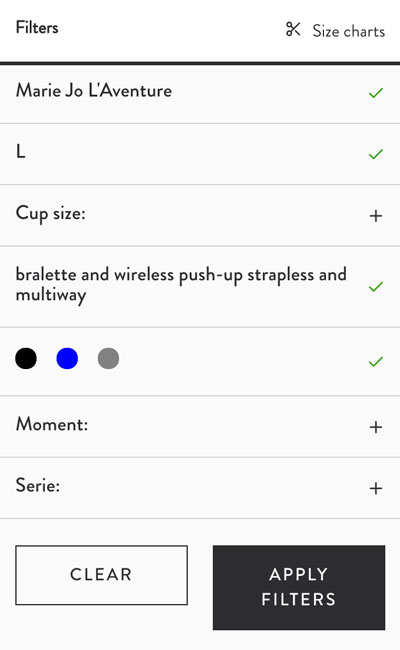 Filters
Size charts
Marie Jo L'Aventure
L
Cup size:
bralette and wireless push-up strapless and
multiway
Moment:
Serie:
CLEAR
APPLY
FILTERS